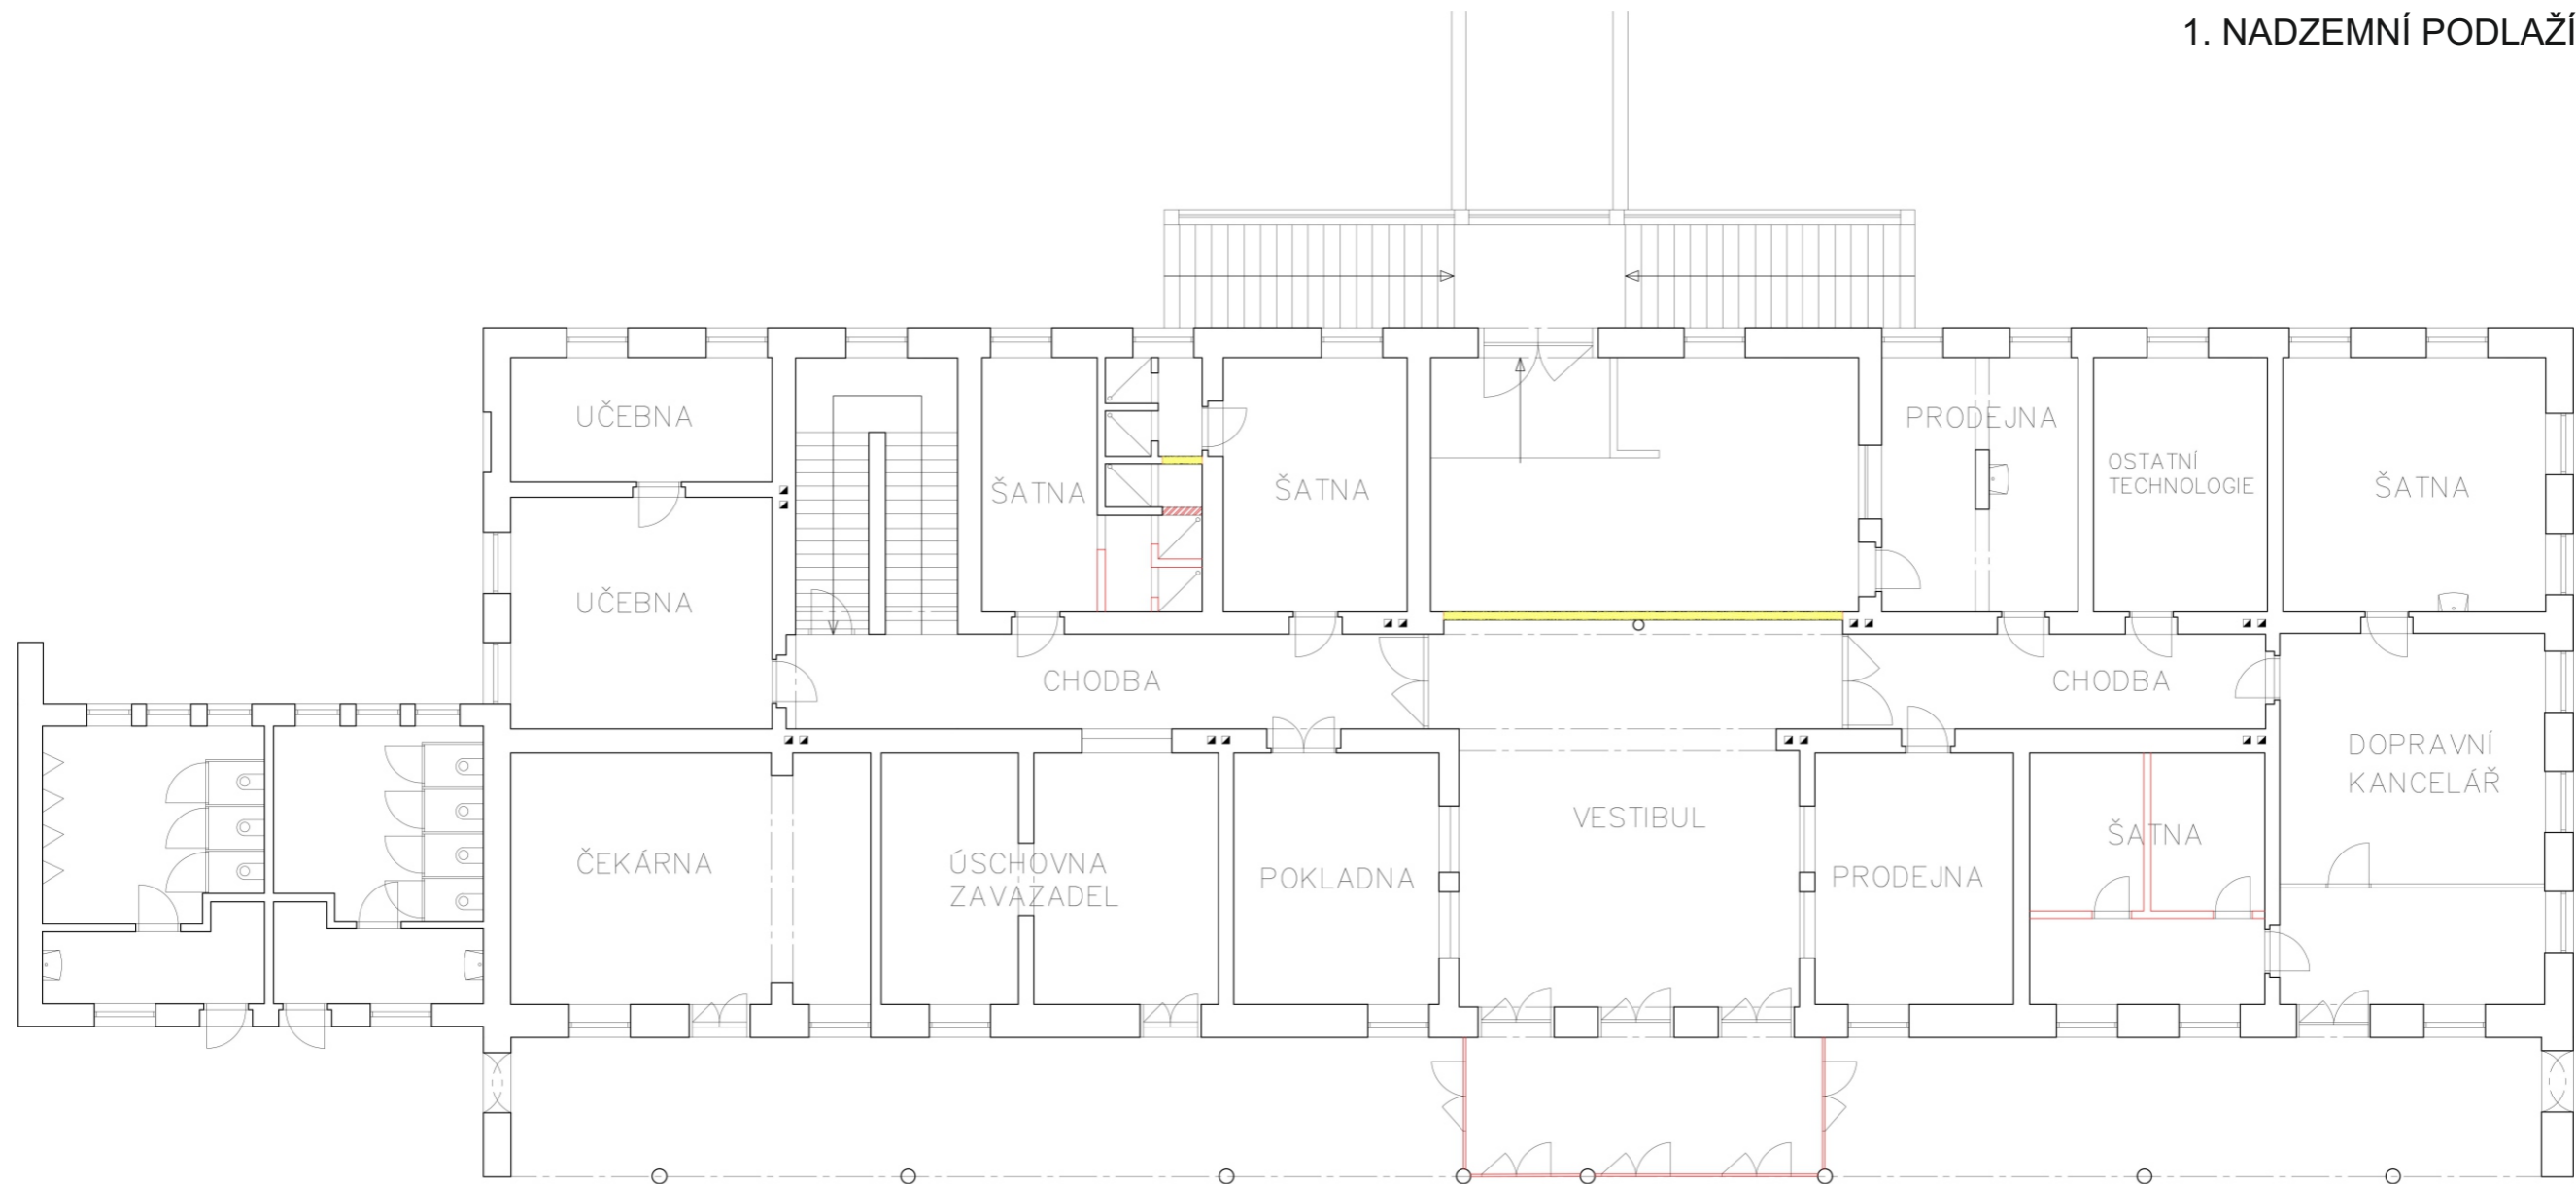 1. NADZEMNÍ PODLAŽÍ
UČEBNA
PRODEJNA
OSTATNÍ
TECHNOLOGIE
ŠATNA
ŠATNA
ŠATNA
UČEBNA
CHODBA
CHODBA
DOPRAVNÍ
KANCELÁŘ
VESTIBUL
ŠATNA
ČEKÁRNA
ÚSCHOVNA
ZAVAZADEL
POKLADNA
PRODEJNA